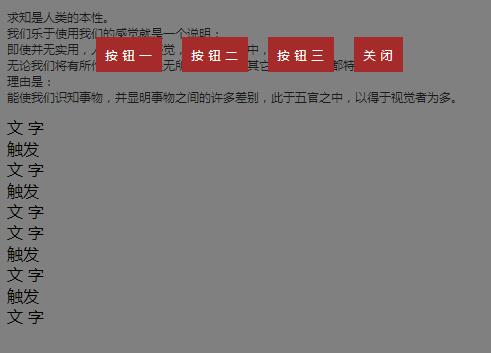 求知是人类的本性。
我们乐于使用我们的感觉就是一个说明；
即使并无实用，人
感觉，
中，
按 钮 一
按 钮 二
按 钮 三
关 闭
无论我们将有所作
无所
其它
都特
理由是：
能使我们识知事物，并显明事物之间的许多差别，此于五官之中，以得于视觉者为多。
文 字
触发
文 字
触发
文 字
文 字
触发
文 字
触发
文 字